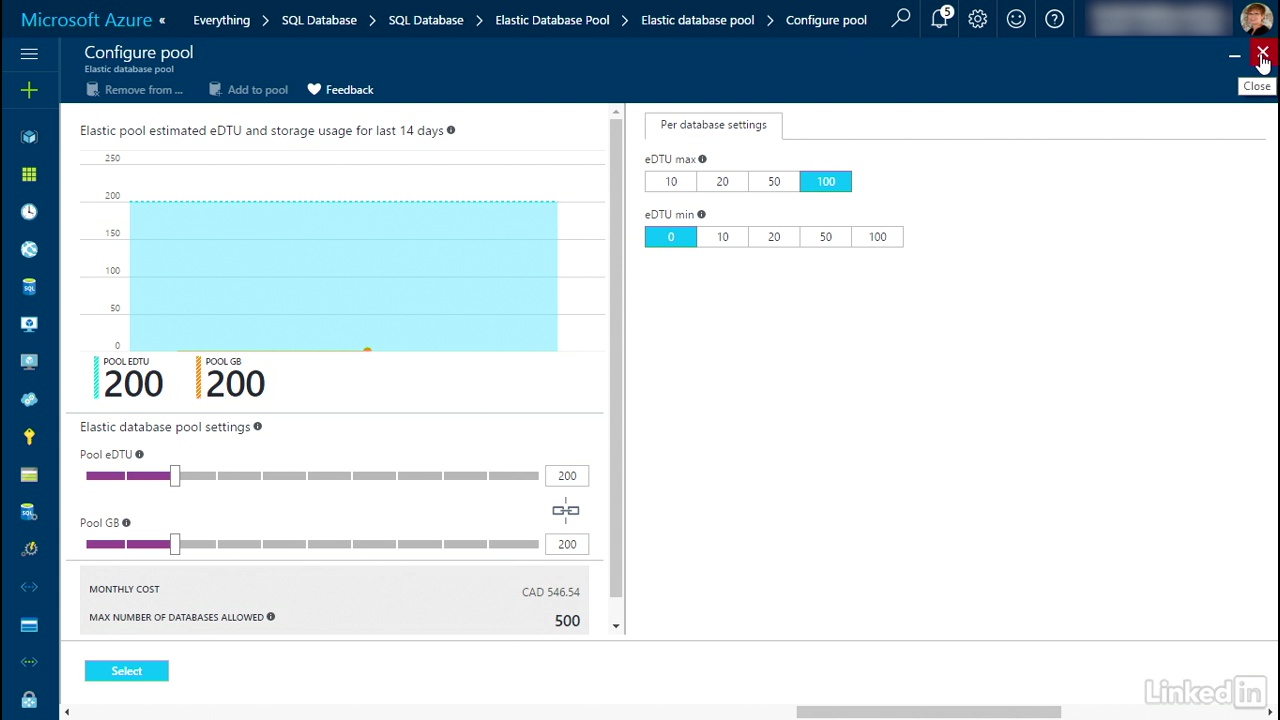 Microsoft Azure « Everything > SQL Database > SQL Database > Elastic Database Pool > Elastic database pool > Configure pool 5
Configure pool
Elastic database pool
Close
Remove from ... Add to pool Feedback
Elastic pool estimated eDTU and storage usage for last 14 days
250
200
150
100
50
0
POOL EDTU POOL GB
200 200
Elastic database pool settings
Pool eDTU
200
Pool GB
200
MONTHLY COST CAD 546.54
MAX NUMBER OF DATABASES ALLOWED 500
Select
Per database settings
eDTU max
10 20 50 100
eDTU min
0 10 20 50 100
SQL
SQL
LinkedIn